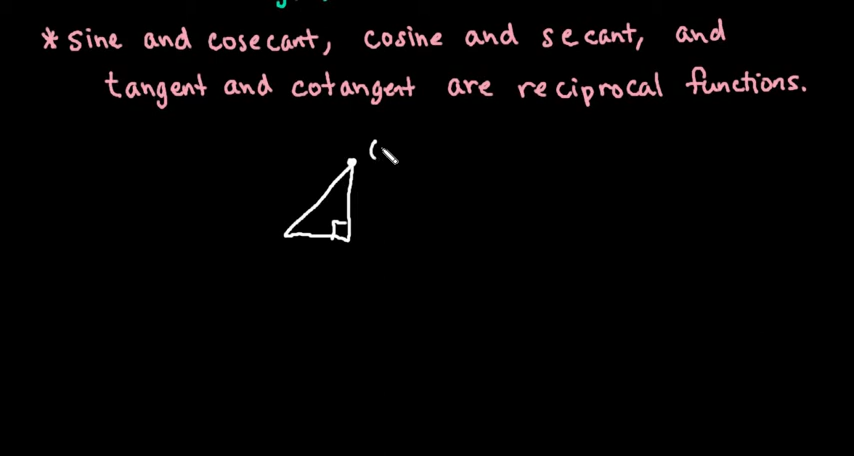 * Sine and cosecant, cosine and secant, and
tangent and cotangent are reciprocal functions.
(